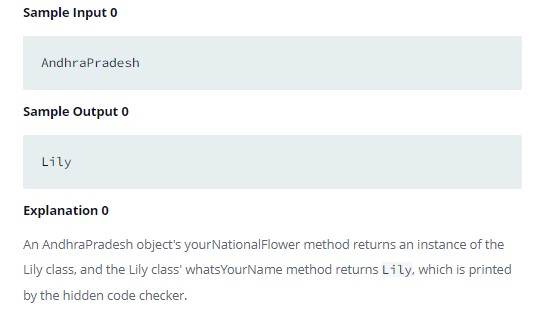 Sample Input 0
AndhraPradesh
Sample Output 0
Lily
Explanation 0
An AndhraPradesh object's yourNationalFlower method returns an instance of the
Lily class, and the Lily class' whatsYourName method returns Lily, which is printed
by the hidden code checker.